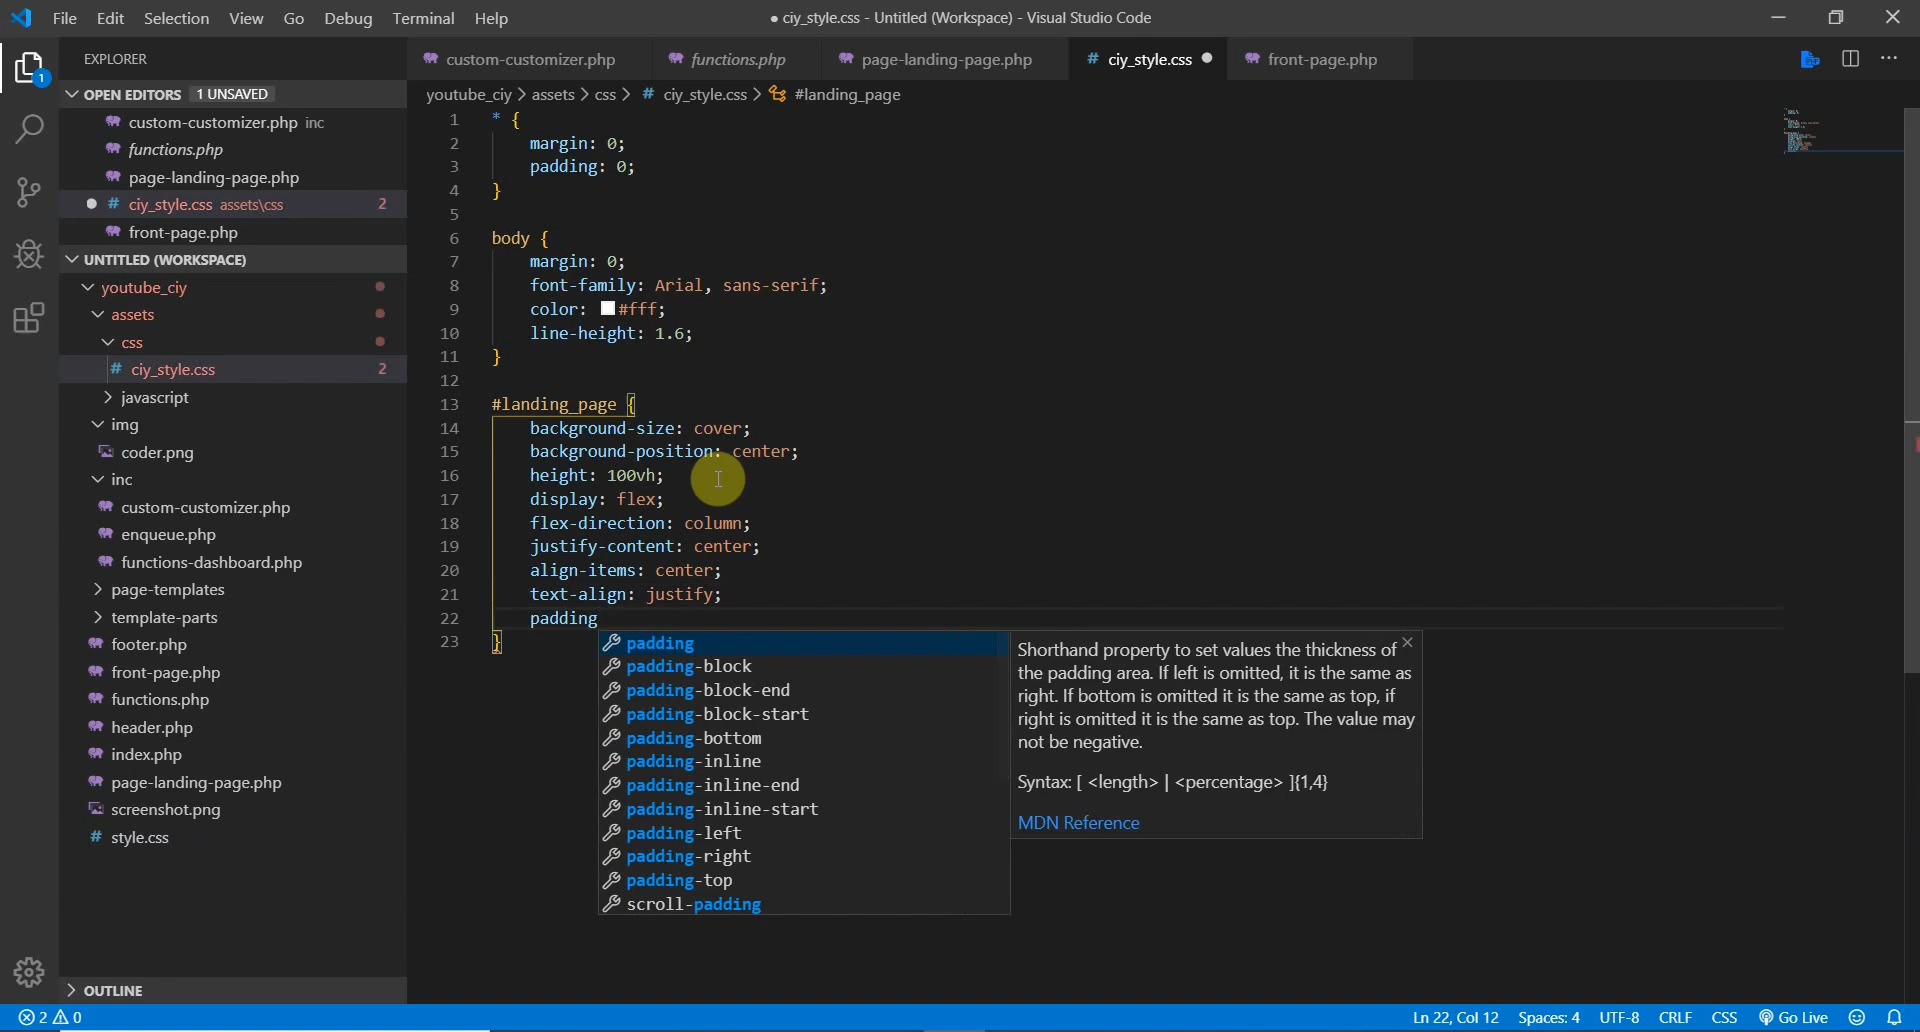 File Edit Selection View Go Debug Terminal Help
● ciy_style.css - Untitled (Workspace) - Visual Studio Code
EXPLORER
custom-customizer.php functions.php page-landing-page.php # ciy_style.css front-page.php
1
OPEN EDITORS 1 UNSAVED
custom-customizer.php inc
functions.php
page-landing-page.php
# ciy_style.css assets\css 2
front-page.php
UNTITLED (WORKSPACE)
youtube_ciy
assets
css
# ciy_style.css 2
javascript
img
coder.png
inc
custom-customizer.php
enqueue.php
functions-dashboard.php
page-templates
template-parts
footer.php
front-page.php
functions.php
header.php
index.php
page-landing-page.php
screenshot.png
# style.css
OUTLINE
youtube_ciy > assets > css > # ciy_style.css > #landing_page
1 * {
2 margin: 0;
3 padding: 0;
4 }
5
6 body {
7 margin: 0;
8 font-family: Arial, sans-serif;
9 color: #fff;
10 line-height: 1.6;
11 }
12
13 #landing_page {
14 background-size: cover;
15 background-position: center;
16 height: 100vh;
17 display: flex;
18 flex-direction: column;
19 justify-content: center;
20 align-items: center;
21 text-align: justify;
22 padding
23 }
padding
padding-block
padding-block-end
padding-block-start
padding-bottom
padding-inline
padding-inline-end
padding-inline-start
padding-left
padding-right
padding-top
scroll-padding
Shorthand property to set values the thickness of
the padding area. If left is omitted, it is the same as
right. If bottom is omitted it is the same as top, if
right is omitted it is the same as top. The value may
not be negative.
Syntax: [ <length> | <percentage> ]{1,4}
MDN Reference
2 0
Ln 22, Col 12 Spaces: 4 UTF-8 CRLF CSS Go Live